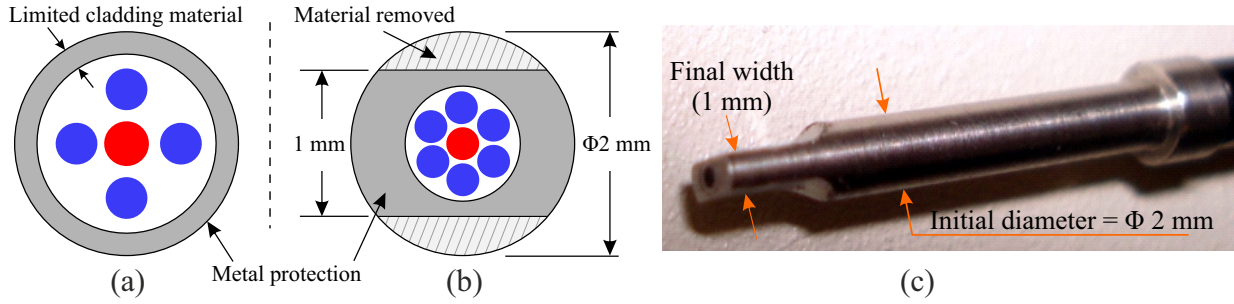 Limited cladding material
Material removed
1 mm
Φ2 mm
Metal protection
(a)
(b)
Final width
(1 mm)
Initial diameter = Φ 2 mm
(c)